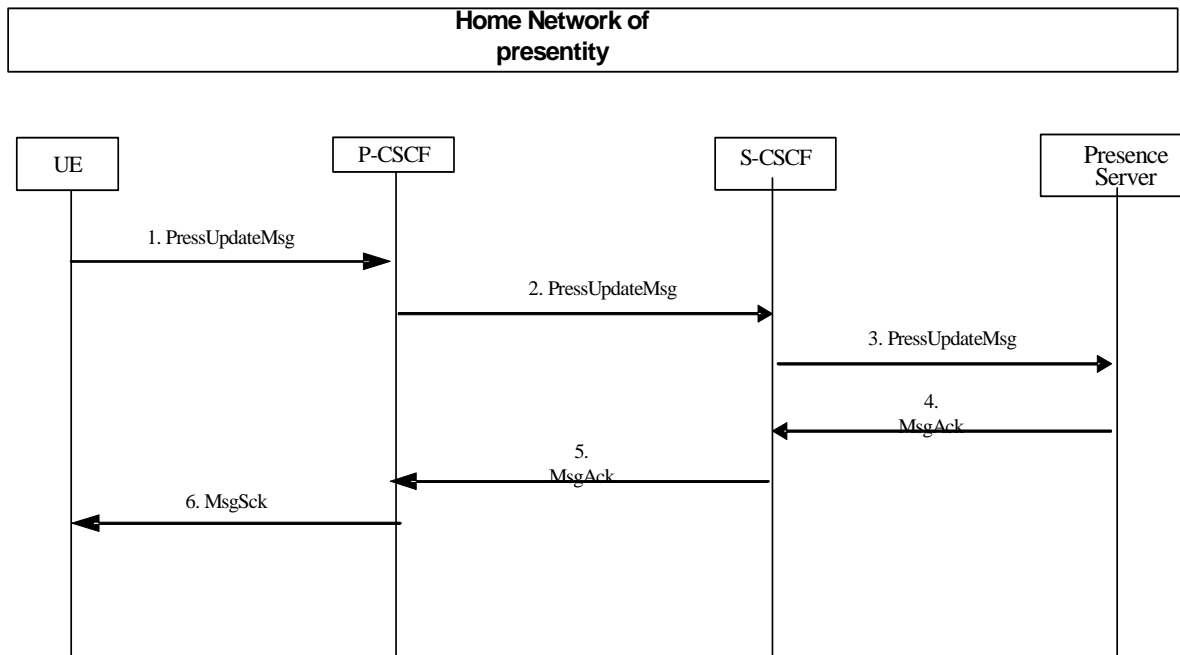 Home Network of
presentity
UE
P-CSCF
S-CSCF
Presence
Server
1. PressUpdateMsg
2. PressUpdateMsg
3. PressUpdateMsg
4.
MsgAck
5.
MsgAck
6. MsgSck